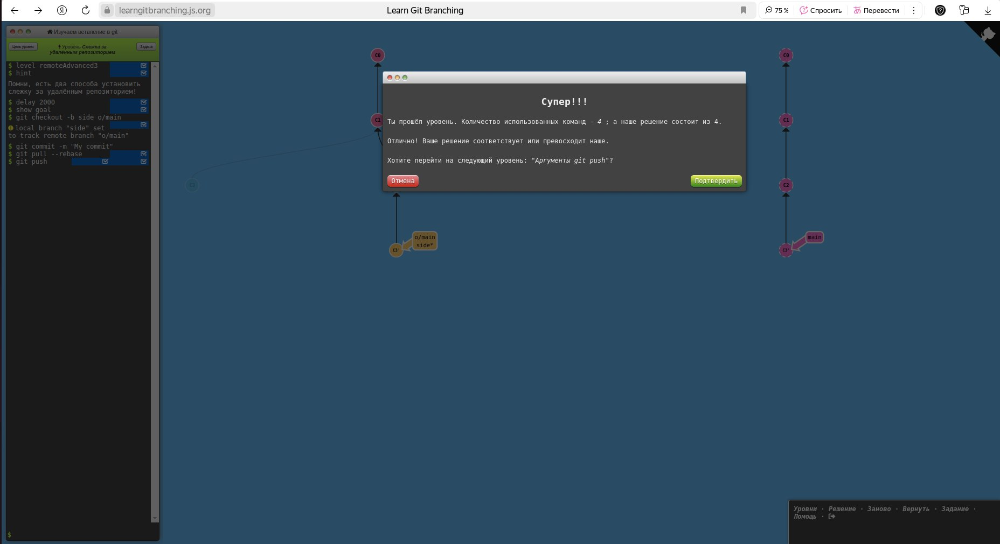 learngitbranching.js.org
Learn Git Branching
75 %
Спросить
Перевести
Изучаем ветвление в git
Цель уровня
Уровень Слежка за
удалённым репозиторием
Задача
$ level remoteAdvanced3
$ hint
Помни, есть два способа установить
слежку за удалённым репозиторием!
$ delay 2000
$ show goal
$ git checkout -b side o/main
local branch "side" set
to track remote branch "o/main"
$ git commit -m "My commit"
$ git pull --rebase
$ git push
$
C0
C1
C3
C3'
o/main
side*
Супер!!!
Ты прошёл уровень. Количество использованных команд - 4 ; а наше решение состоит из 4.
Отлично! Ваше решение соответствует или превосходит наше.
Хотите перейти на следующий уровень: "Аргументы git push"?
Отмена
Подтвердить
C0
C1
C2
C3'
main
Уровни · Решение · Заново · Вернуть · Задание ·
Помощь ·